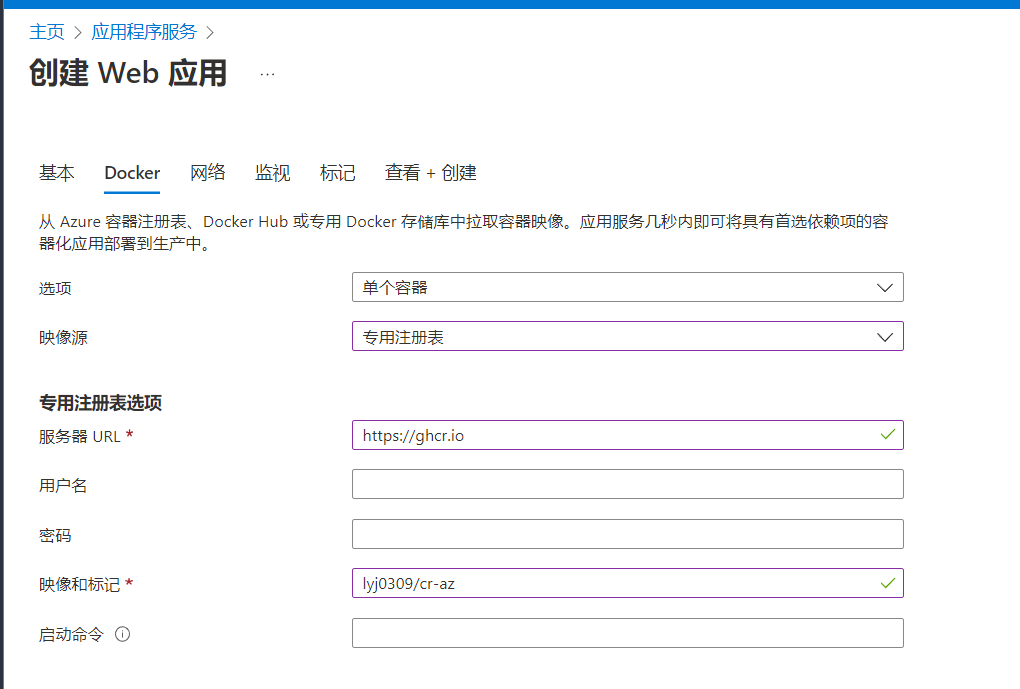 主页 > 应用程序服务 >
创建 Web 应用 ...
基本 Docker 网络 监视 标记 查看 + 创建
从 Azure 容器注册表、Docker Hub 或专用 Docker 存储库中拉取容器映像。应用服务几秒内即可将具有首选依赖项的容
器化应用部署到生产中。
选项 单个容器
映像源 专用注册表
专用注册表选项
服务器 URL * https://ghcr.io
用户名
密码
映像和标记 * lyj0309/cr-az
启动命令